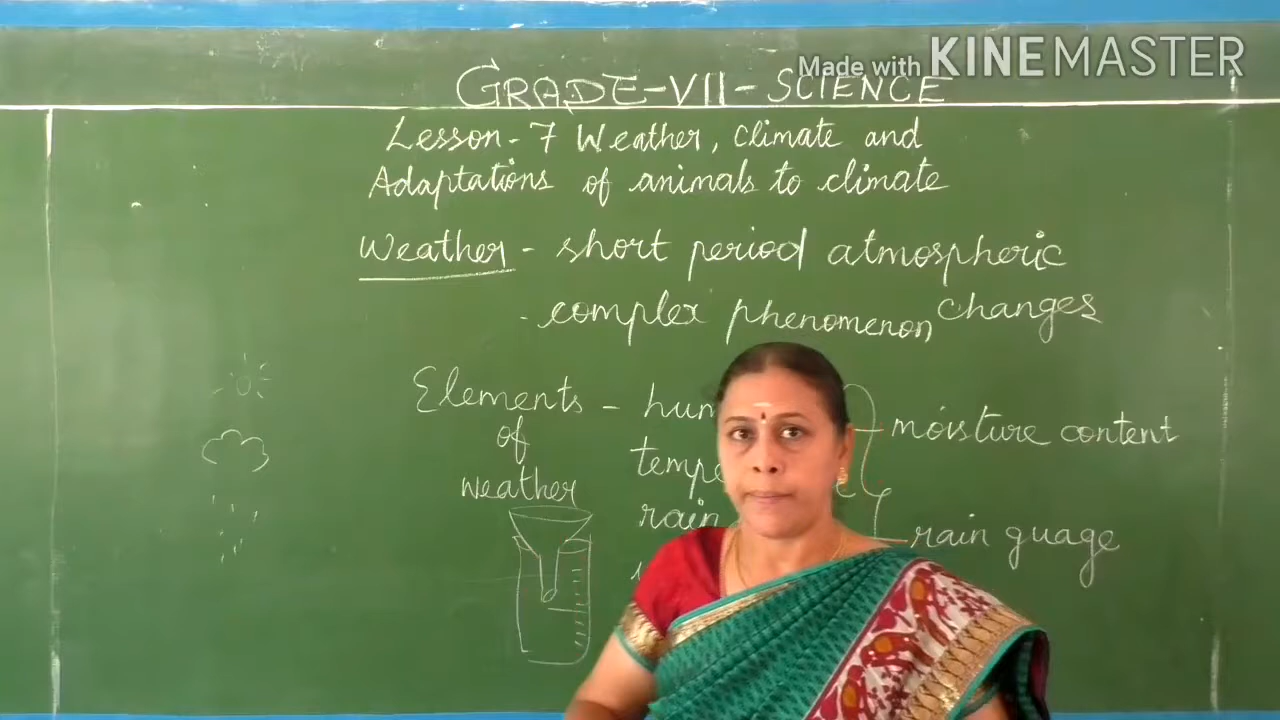 Made with KINEMASTER
GRADE-VII-SCIENCE
Lesson-7 Weather, Climate and
Adaptations of animals to climate
Weather - short period atmospheric
changes
- complex phenomenon
Elements -
of
weather
moisture content
rain guage